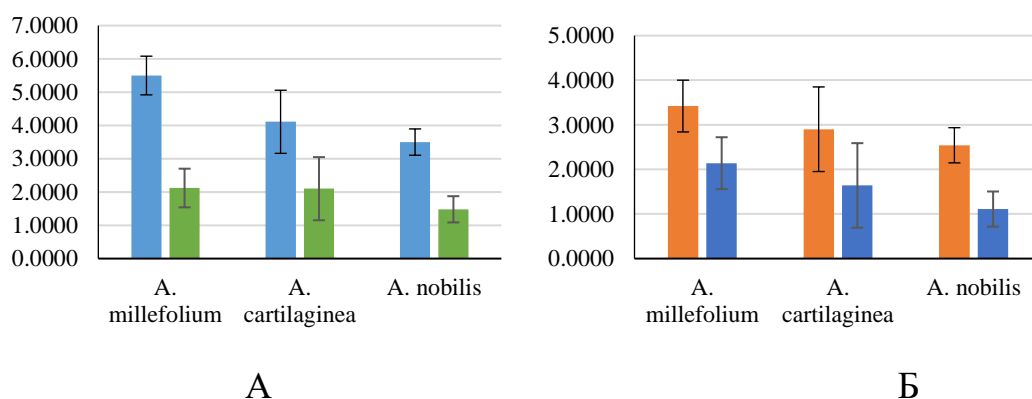 7.0000
6.0000
5.0000
4.0000
3.0000
2.0000
1.0000
0.0000
A.
millefolium
A.
cartilaginea
A. nobilis
А
5.0000
4.0000
3.0000
2.0000
1.0000
0.0000
A.
millefolium
A.
cartilaginea
A. nobilis
Б